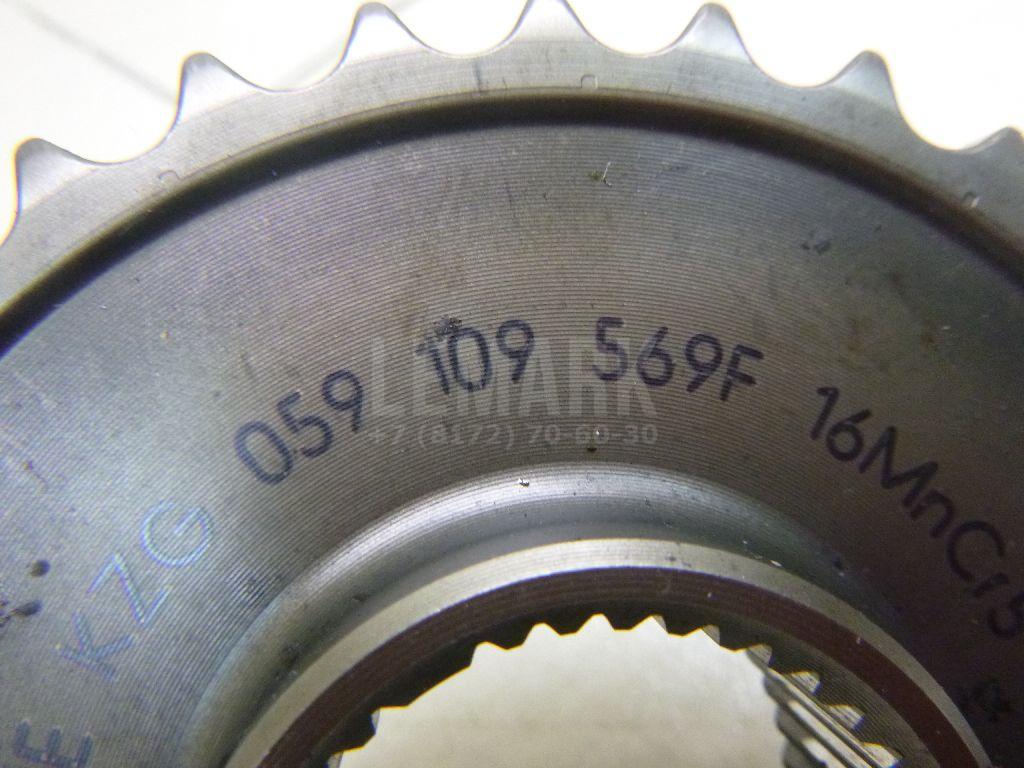 059 109 569F 16MnCr5
E KZG
LEMARK
+7 (8172) 70-60-30